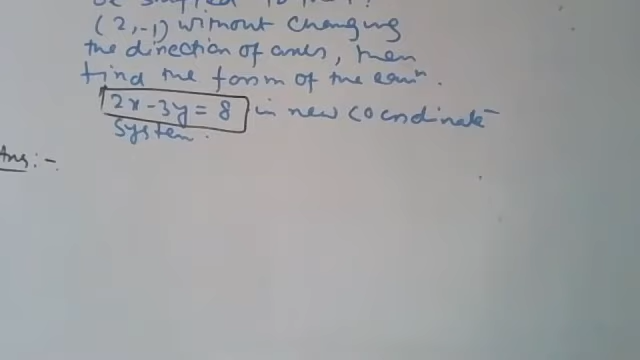 (2,-1) without changing
the direction of axes, then
find the form of the eqnⁿ.
2x-3y = 8 in new coordinate
system.
Ans:-